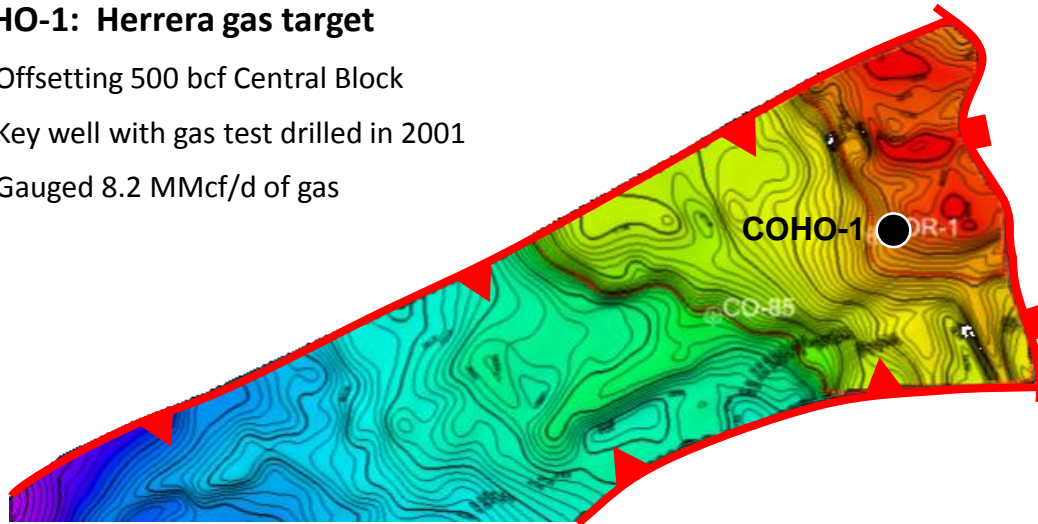 HO-1: Herrera gas target
Offsetting 500 bcf Central Block
Key well with gas test drilled in 2001
Gauged 8.2 MMcf/d of gas
COHO-1
OR-1
CO-85